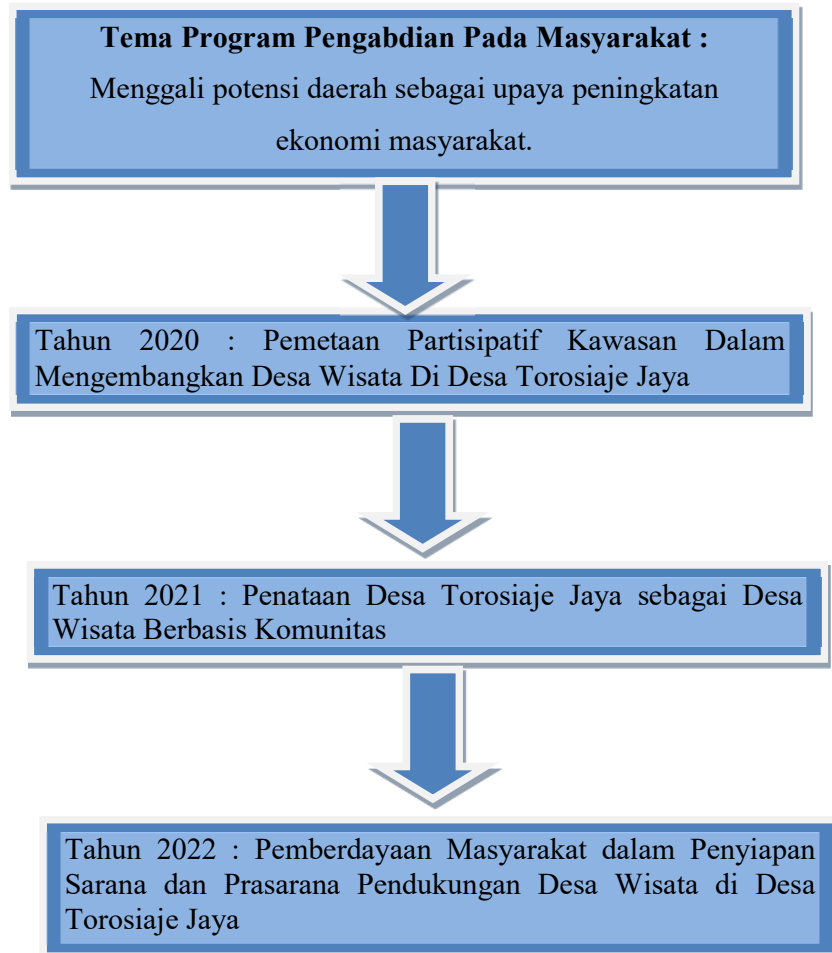 Tema Program Pengabdian Pada Masyarakat :
Menggali potensi daerah sebagai upaya peningkatan
ekonomi masyarakat.
Tahun 2020 : Pemetaan Partisipatif Kawasan Dalam
Mengembangkan Desa Wisata Di Desa Torosiaje Jaya
Tahun 2021 : Penataan Desa Torosiaje Jaya sebagai Desa
Wisata Berbasis Komunitas
Tahun 2022 : Pemberdayaan Masyarakat dalam Penyiapan
Sarana dan Prasarana Pendukungan Desa Wisata di Desa
Torosiaje Jaya